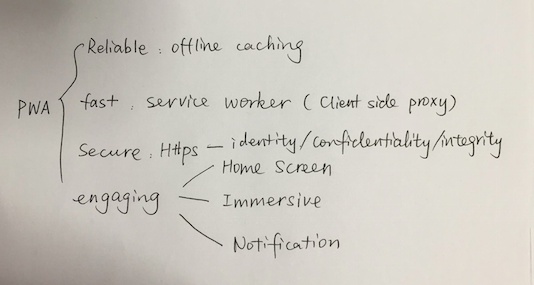 Reliable : offline caching
PWA
fast : service worker ( Client side proxy)
Secure : Https — identity/confidentiality/integrity
Home Screen
engaging
Immersive
Notification